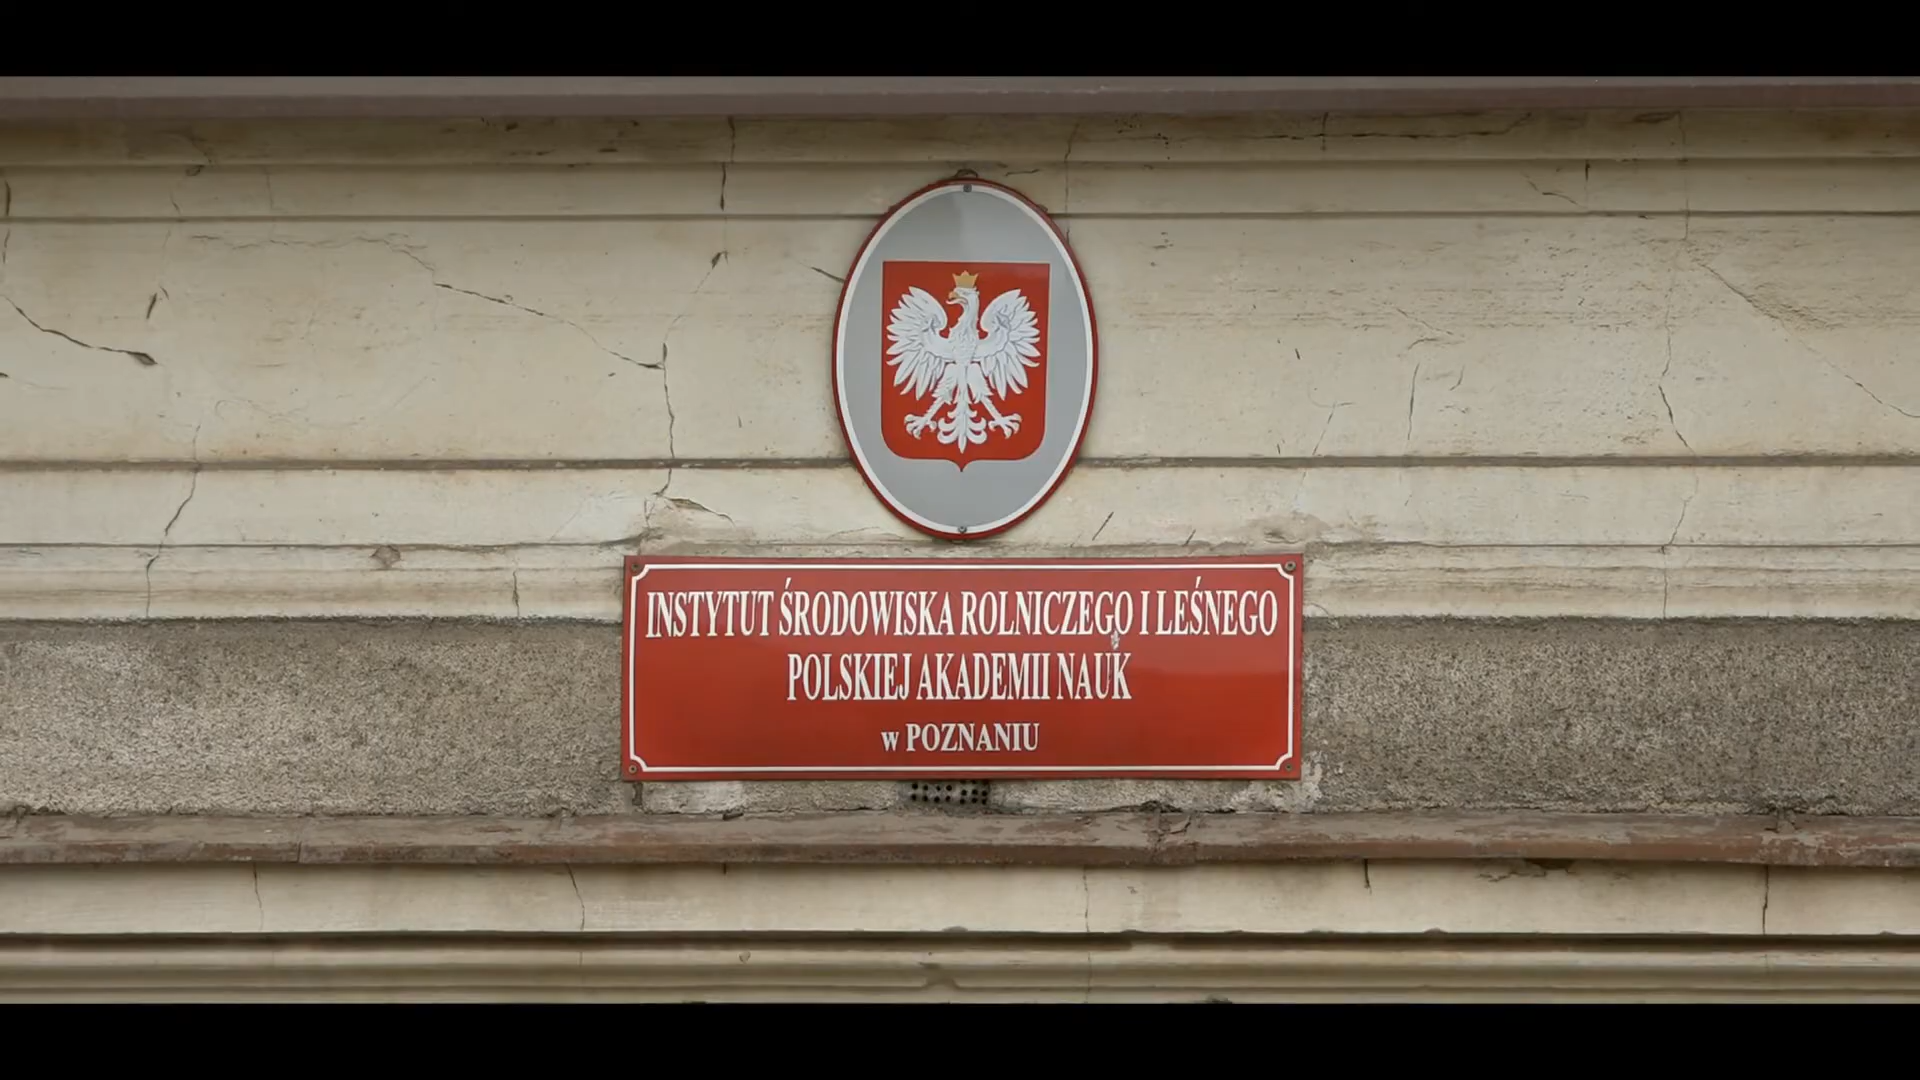 INSTYTUT ŚRODOWISKA ROLNICZEGO I LEŚNEGO
POLSKIEJ AKADEMII NAUK
w POZNANIU